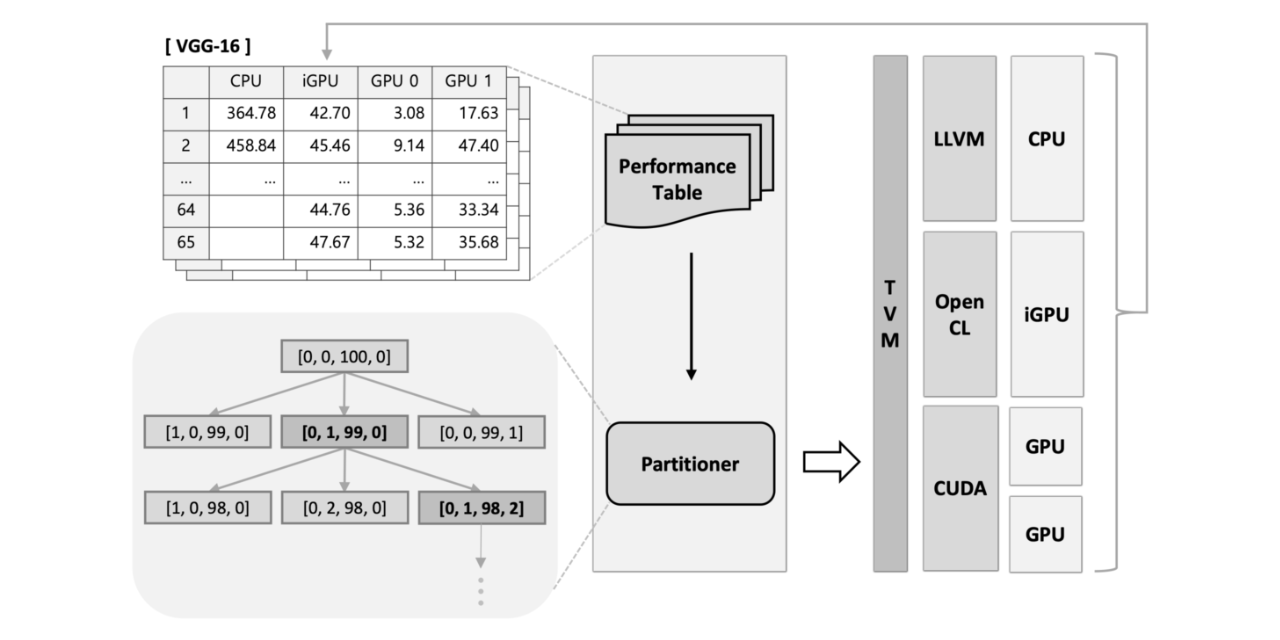 [ VGG-16 ]
CPU iGPU GPU 0 GPU 1
1 364.78 42.70 3.08 17.63
2 458.84 45.46 9.14 47.40
... ... ... ... ...
64 44.76 5.36 33.34
65 47.67 5.32 35.68
Performance
Table
Partitioner
[0, 0, 100, 0]
[1, 0, 99, 0] [0, 1, 99, 0] [0, 0, 99, 1]
[1, 0, 98, 0] [0, 2, 98, 0] [0, 1, 98, 2]
T
V
M
LLVM
CPU
Open
CL
iGPU
CUDA
GPU
GPU